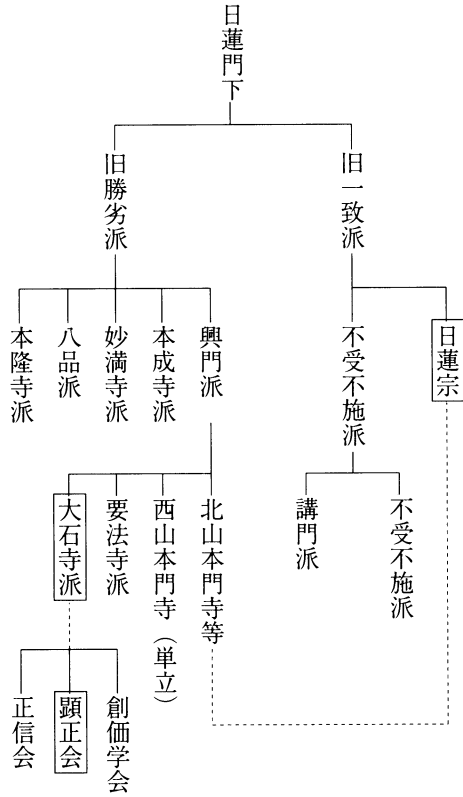 日蓮門下
旧一致派
旧勝劣派
日蓮宗
不受不施派
興門派
本成寺派
妙満寺派
八品派
本隆寺派
不受不施派
講門派
北山本門寺等
西山本門寺（単立）
要法寺派
大石寺派
創価学会
顕正会
正信会